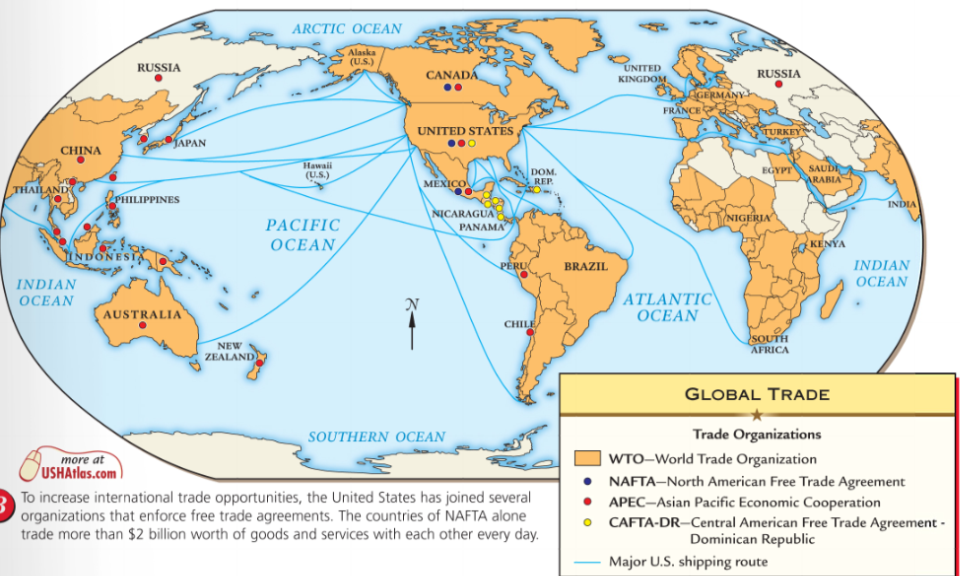 ARCTIC OCEAN
Alaska
(U.S.)
RUSSIA
CANADA
UNITED
KINGDOM
RUSSIA
GERMANY
FRANCE
UNITED STATES
TURKEY
JAPAN
CHINA
Hawaii
(U.S.)
DOM.
REP.
EGYPT
SAUDI
ARABIA
THAILAND
MEXICO
INDIA
PHILIPPINES
NICARAGUA
PANAMA
NIGERIA
PACIFIC
OCEAN
KENYA
INDONESIA
PERU
BRAZIL
INDIAN
OCEAN
INDIAN
OCEAN
ATLANTIC
OCEAN
N
AUSTRALIA
CHILE
NEW
ZEALAND
SOUTH
AFRICA
GLOBAL TRADE
Trade Organizations
WTO—World Trade Organization
NAFTA—North American Free Trade Agreement
APEC—Asian Pacific Economic Cooperation
CAFTA-DR—Central American Free Trade Agreement -
Dominican Republic
Major U.S. shipping route
SOUTHERN OCEAN
more at
USHAtlas.com
To increase international trade opportunities, the United States has joined several
organizations that enforce free trade agreements. The countries of NAFTA alone
trade more than $2 billion worth of goods and services with each other every day.